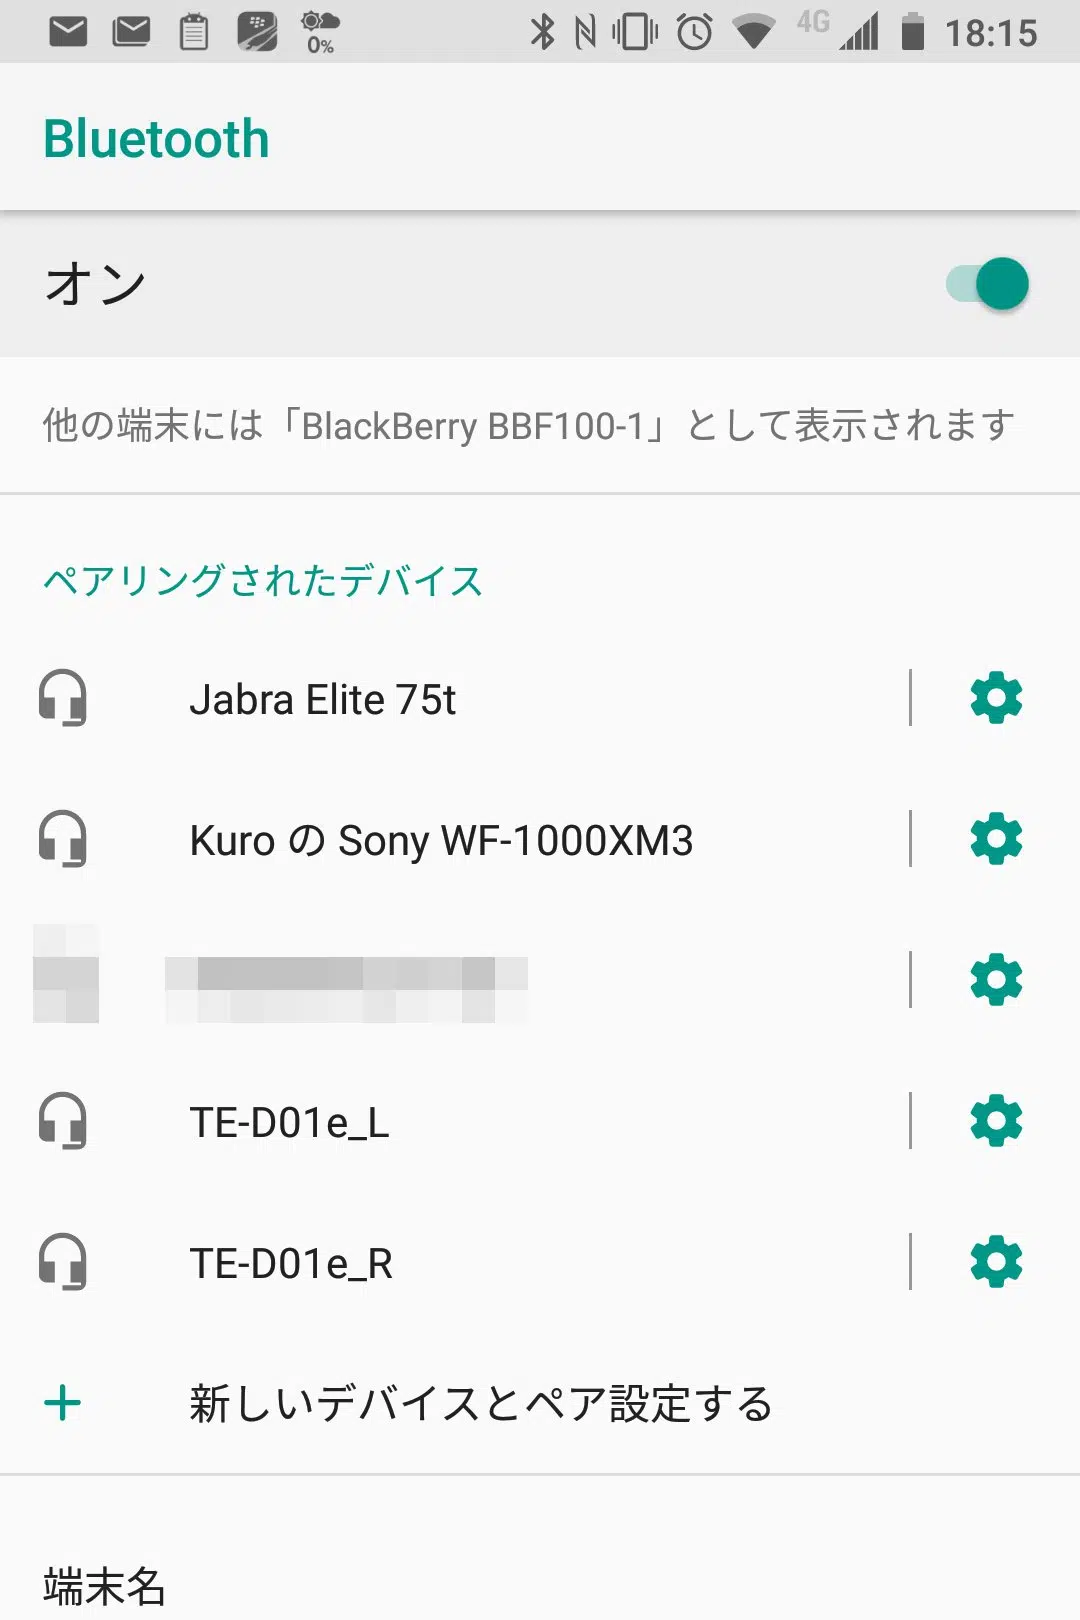 0%
4G
18:15
Bluetooth
オン
他の端末には「BlackBerry BBF100-1」として表示されます
ペアリングされたデバイス
Jabra Elite 75t
Kuro の Sony WF-1000XM3
TE-D01e_L
TE-D01e_R
新しいデバイスとペア設定する
端末名